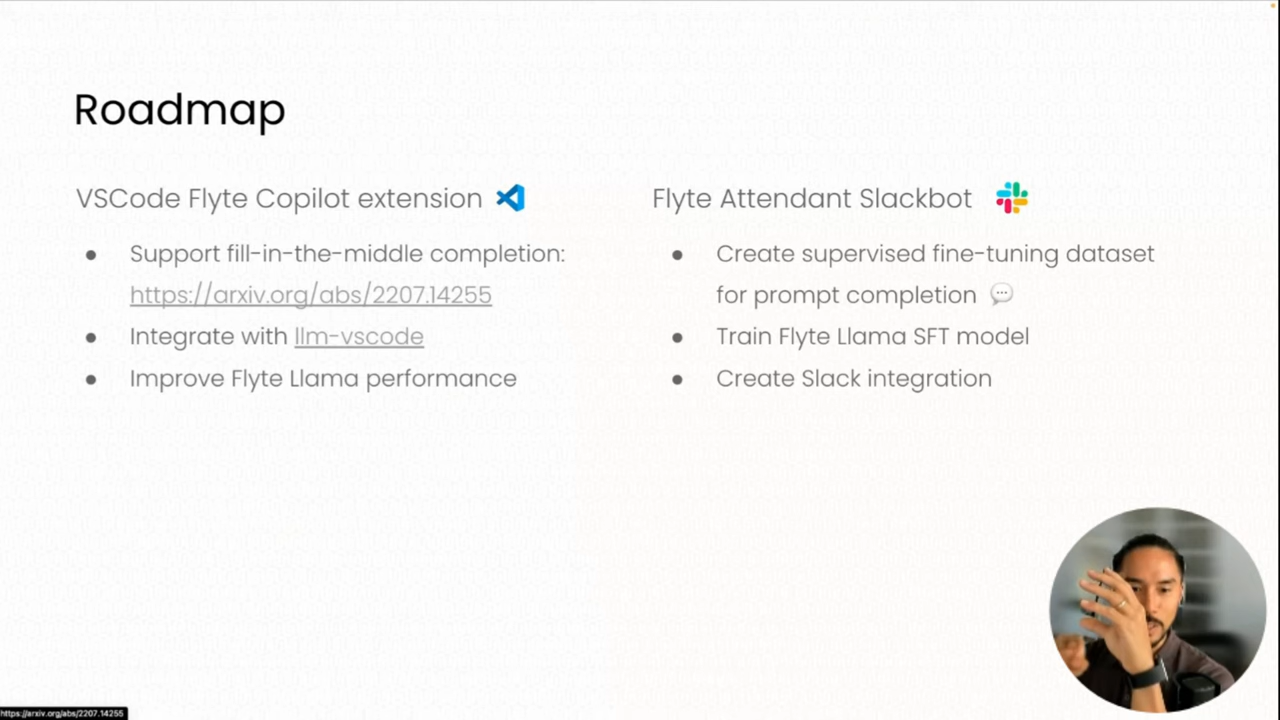 Roadmap
VSCode Flyte Copilot extension
● Support fill-in-the-middle completion:
https://arxiv.org/abs/2207.14255
● Integrate with llm-vscode
● Improve Flyte Llama performance
Flyte Attendant Slackbot
● Create supervised fine-tuning dataset
for prompt completion 💬
● Train Flyte Llama SFT model
● Create Slack integration
https://arxiv.org/abs/2207.14255